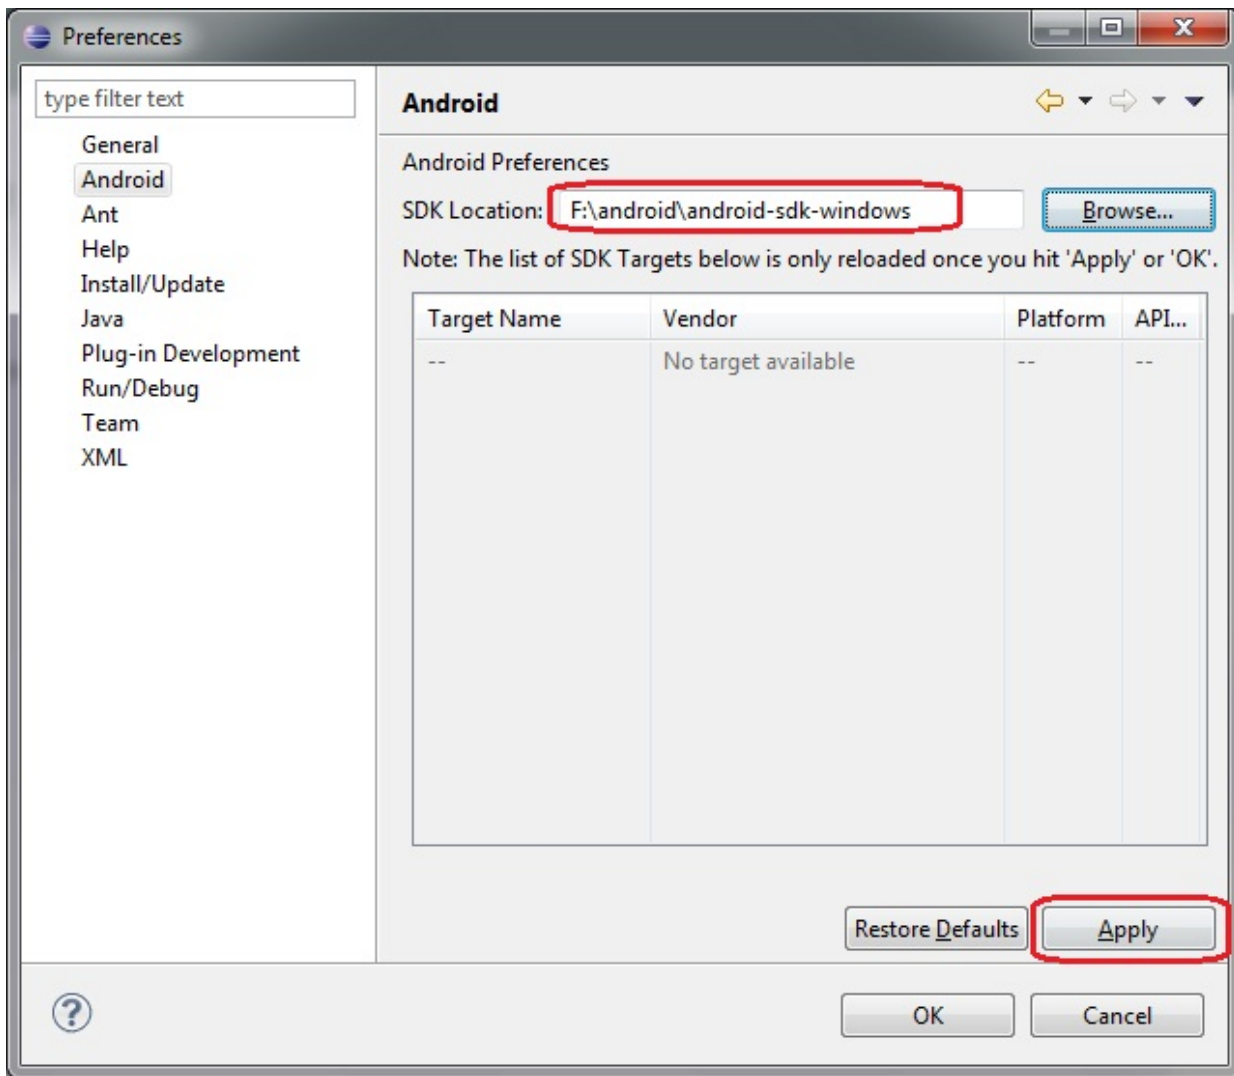 Preferences
type filter text
General
Android
Ant
Help
Install/Update
Java
Plug-in Development
Run/Debug
Team
XML
Android
Android Preferences
SDK Location: F:\android\android-sdk-windows Browse...
Note: The list of SDK Targets below is only reloaded once you hit 'Apply' or 'OK'.
Target Name Vendor Platform API...
-- No target available -- --
Restore Defaults Apply
OK Cancel